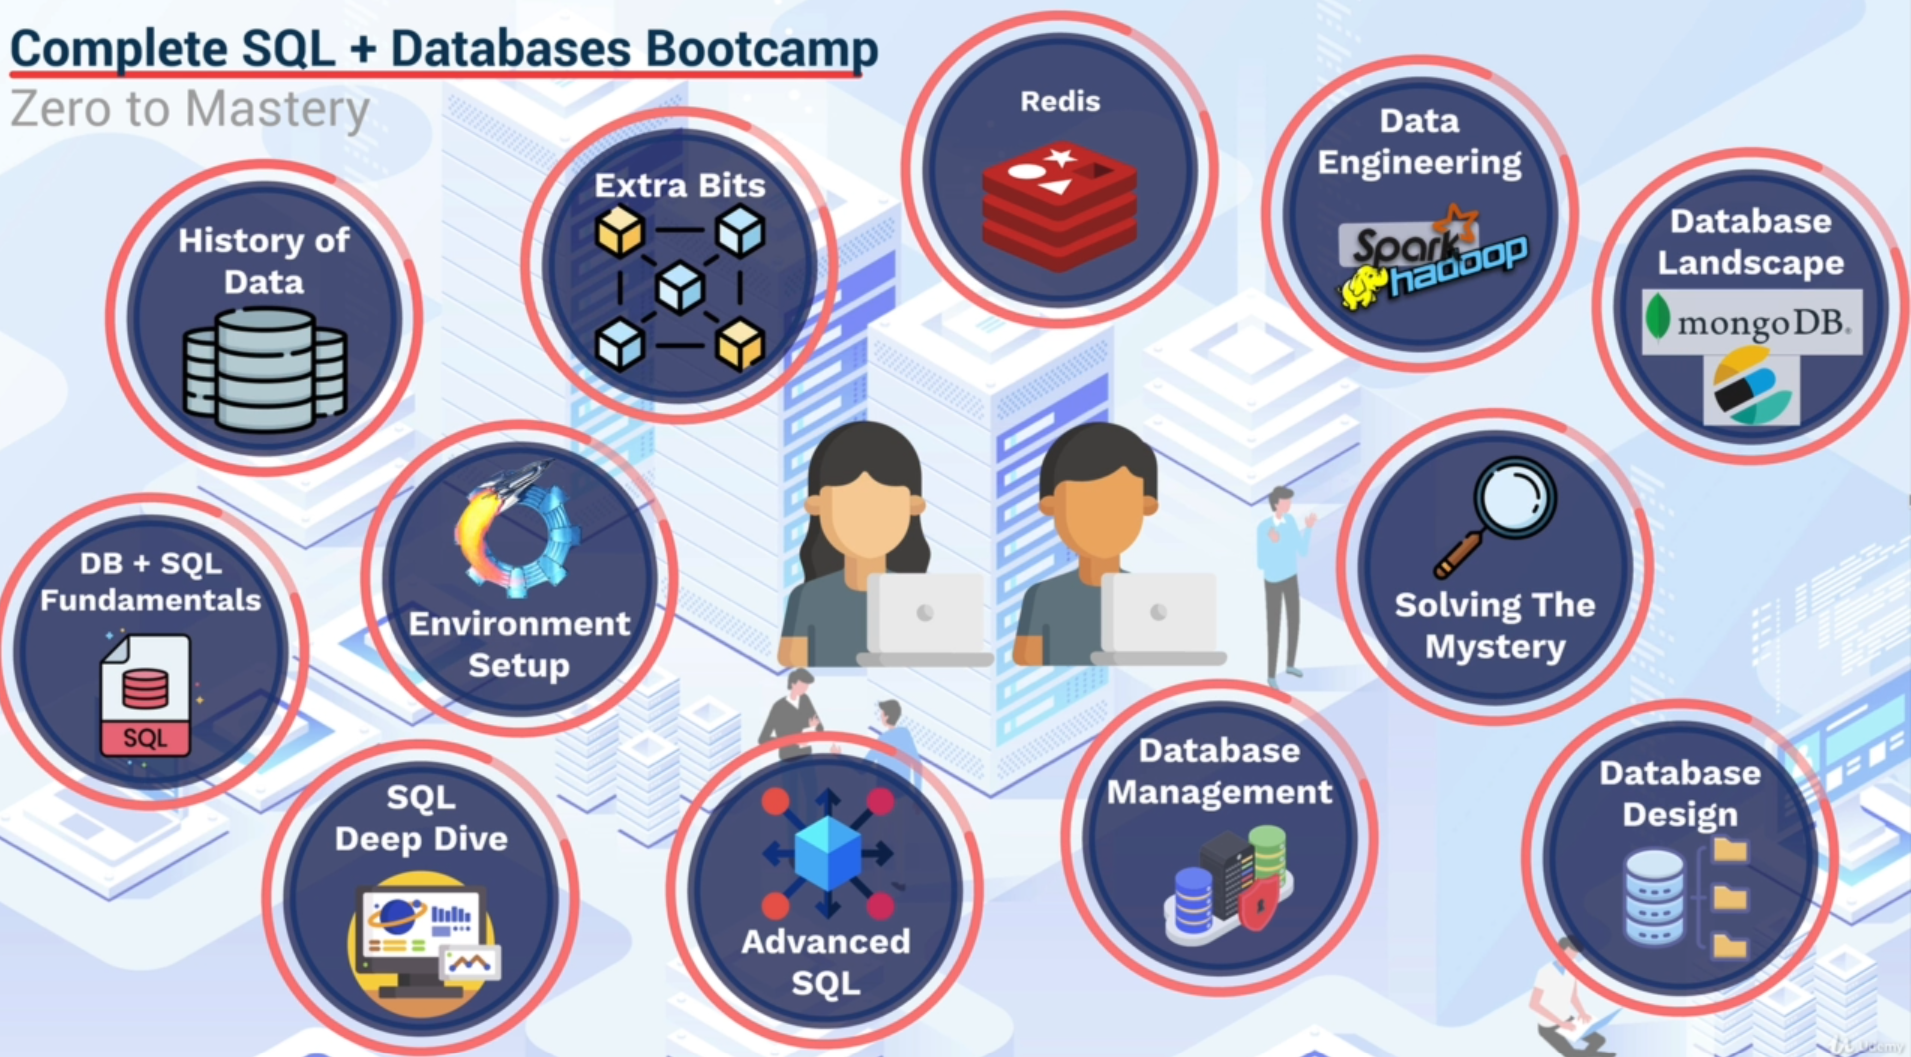 Complete SQL + Databases Bootcamp
Zero to Mastery
Redis
Data
Engineering
Spark
hadoop
Extra Bits
Database
Landscape
mongoDB®
History of
Data
DB + SQL
Fundamentals
SQL
Environment
Setup
Solving The
Mystery
SQL
Deep Dive
Advanced
SQL
Database
Management
Database
Design
Udemy